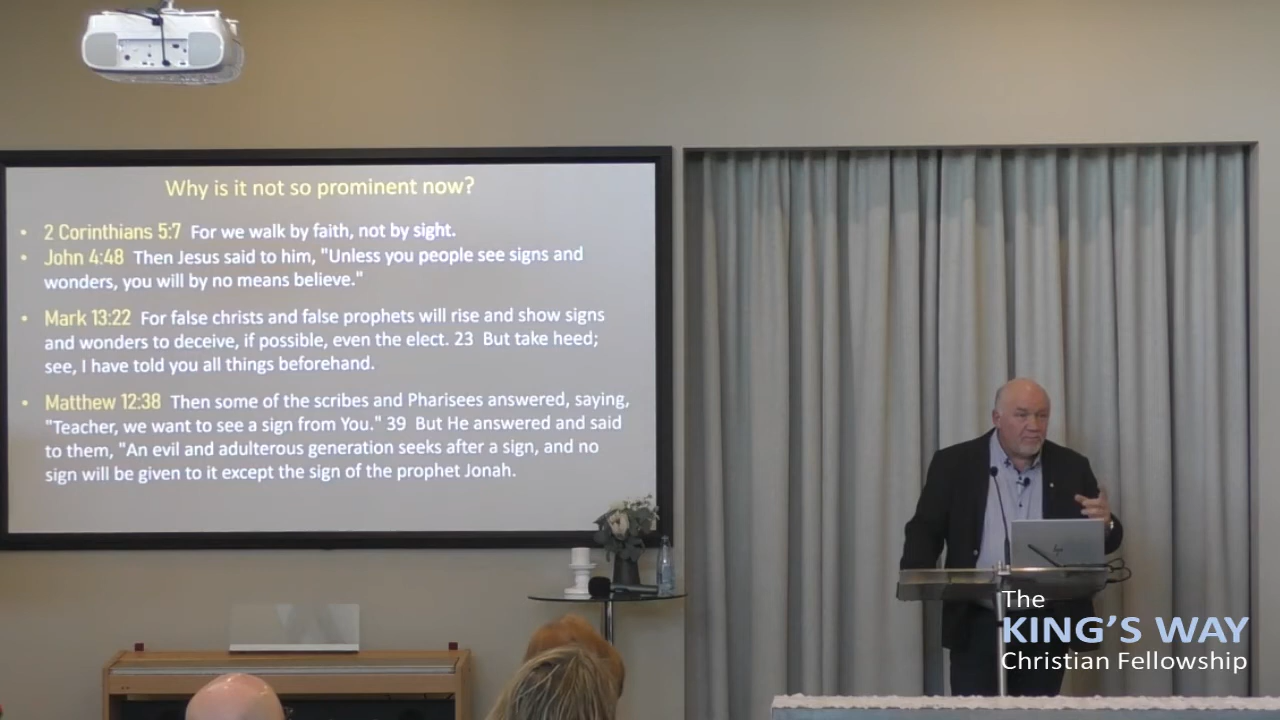 Why is it not so prominent now?
• 2 Corinthians 5:7 For we walk by faith, not by sight.
• John 4:48 Then Jesus said to him, "Unless you people see signs and
wonders, you will by no means believe."
• Mark 13:22 For false christs and false prophets will rise and show signs
and wonders to deceive, if possible, even the elect. 23 But take heed;
see, I have told you all things beforehand.
• Matthew 12:38 Then some of the scribes and Pharisees answered, saying,
"Teacher, we want to see a sign from You." 39 But He answered and said
to them, "An evil and adulterous generation seeks after a sign, and no
sign will be given to it except the sign of the prophet Jonah.
hp
The
KING'S WAY
Christian Fellowship